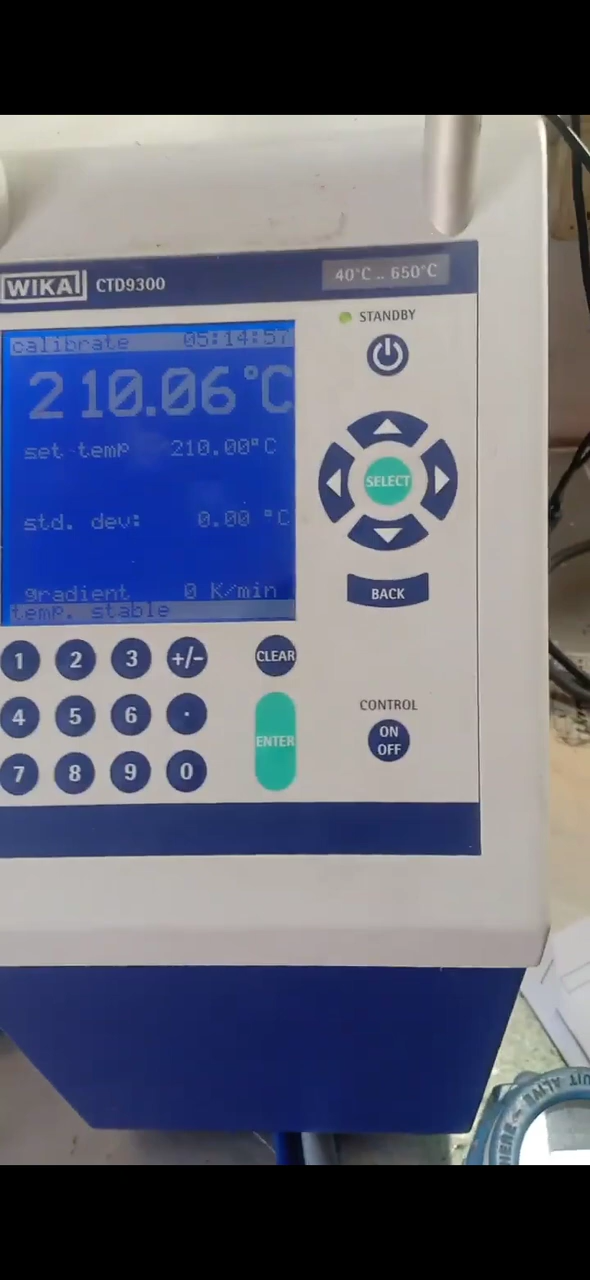 WIKA CTD9300
40°C .. 650°C
STANDBY
calibrate 05:14:57
210.06°C
set temp 210.00°C
std. dev: 0.00 °C
gradient 0 K/min
temp. stable
SELECT
BACK
1 2 3 +/- CLEAR
4 5 6 .
7 8 9 0
ENTER
CONTROL
ON
OFF
ALIVE